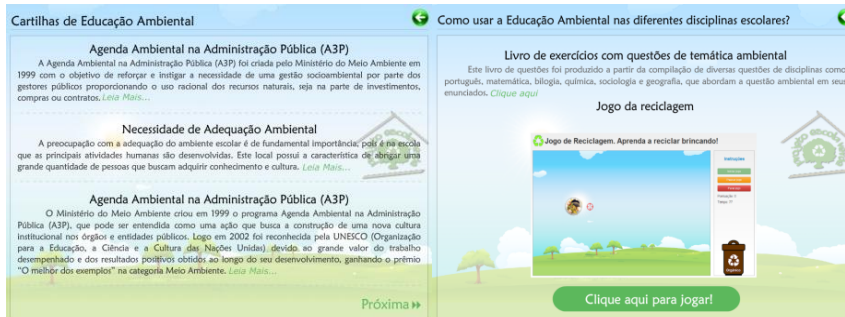 Cartilhas de Educação Ambiental
Agenda Ambiental na Administração Pública (A3P)
A Agenda Ambiental na Administração Pública (A3P) foi criada pelo Ministério do Meio Ambiente em
1999 com o objetivo de reforçar e instigar a necessidade de uma gestão socioambiental por parte dos
gestores públicos proporcionando o uso racional dos recursos naturais, seja na parte de investimentos,
compras ou contratos. Leia Mais...
Necessidade de Adequação Ambiental
A preocupação com a adequação do ambiente escolar é de fundamental importância, pois é na escola
que as principais atividades humanas são desenvolvidas. Este local possui a característica de abrigar uma
grande quantidade de pessoas que buscam adquirir conhecimento e cultura. Leia Mais...
Agenda Ambiental na Administração Pública (A3P)
O Ministério do Meio Ambiente criou em 1999 o programa Agenda Ambiental na Administração
Pública (A3P), que pode ser entendida como uma ação que busca a construção de uma nova cultura
institucional nos órgãos e entidades públicos. Logo em 2002 foi reconhecida pela UNESCO (Organização
para a Educação, a Ciência e a Cultura das Nações Unidas) devido ao grande valor do trabalho
desempenhado e dos resultados positivos obtidos ao longo do seu desenvolvimento, ganhando o prêmio
"O melhor dos exemplos" na categoria Meio Ambiente. Leia Mais...
Próxima
Como usar a Educação Ambiental nas diferentes disciplinas escolares?
Livro de exercícios com questões de temática ambiental
Este livro de questões foi produzido a partir da compilação de diversas questões de disciplinas como
português, matemática, bilogia, química, sociologia e geografia, que abordam a questão ambiental em seus
enunciados. Clique aqui
Jogo da reciclagem
Jogo de Reciclagem. Aprenda a reciclar brincando!
Instruções
Clique aqui para jogar!